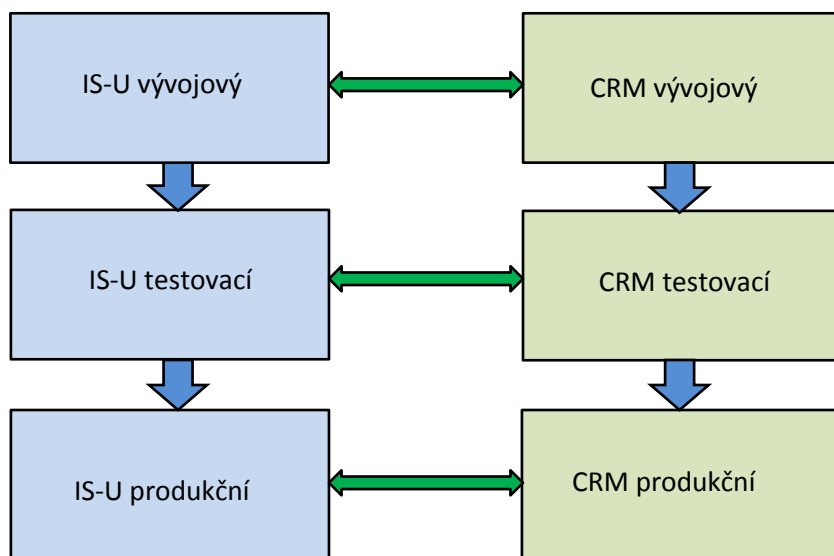 IS-U vývojový
CRM vývojový
IS-U testovací
CRM testovací
IS-U produkční
CRM produkční